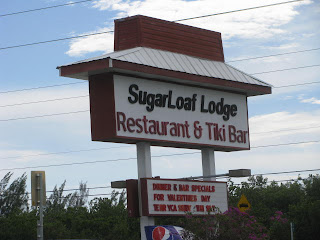 SugarLoaf Lodge
Restaurant & Tiki Bar
DINNER & BAR SPECIALS
FOR VALENTINES DAY